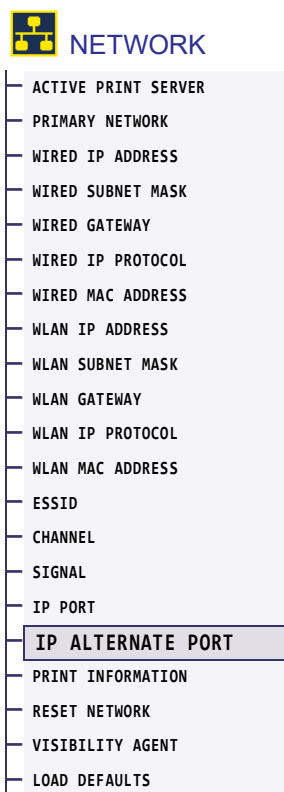 NETWORK
ACTIVE PRINT SERVER
PRIMARY NETWORK
WIRED IP ADDRESS
WIRED SUBNET MASK
WIRED GATEWAY
WIRED IP PROTOCOL
WIRED MAC ADDRESS
WLAN IP ADDRESS
WLAN SUBNET MASK
WLAN GATEWAY
WLAN IP PROTOCOL
WLAN MAC ADDRESS
ESSID
CHANNEL
SIGNAL
IP PORT
IP ALTERNATE PORT
PRINT INFORMATION
RESET NETWORK
VISIBILITY AGENT
LOAD DEFAULTS